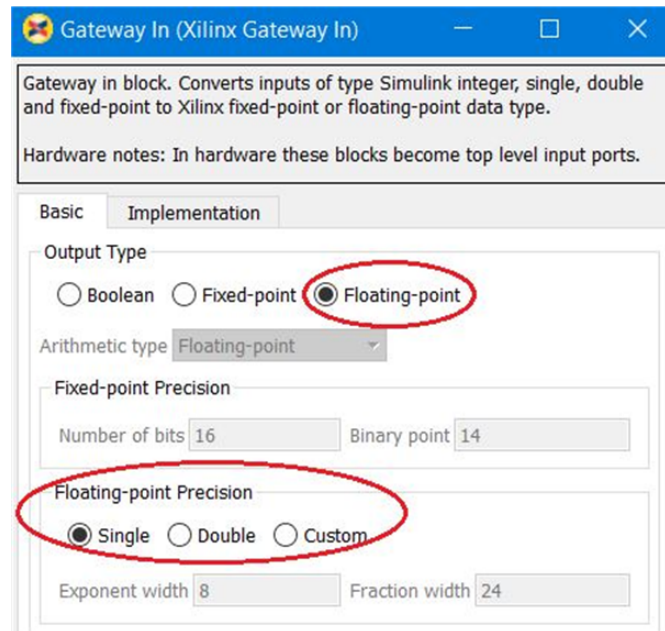 Gateway In (Xilinx Gateway In)
Gateway in block. Converts inputs of type Simulink integer, single, double
and fixed-point to Xilinx fixed-point or floating-point data type.
Hardware notes: In hardware these blocks become top level input ports.
Basic Implementation
Output Type
Boolean Fixed-point Floating-point
Arithmetic type Floating-point
Fixed-point Precision
Number of bits 16 Binary point 14
Floating-point Precision
Single Double Custom
Exponent width 8 Fraction width 24